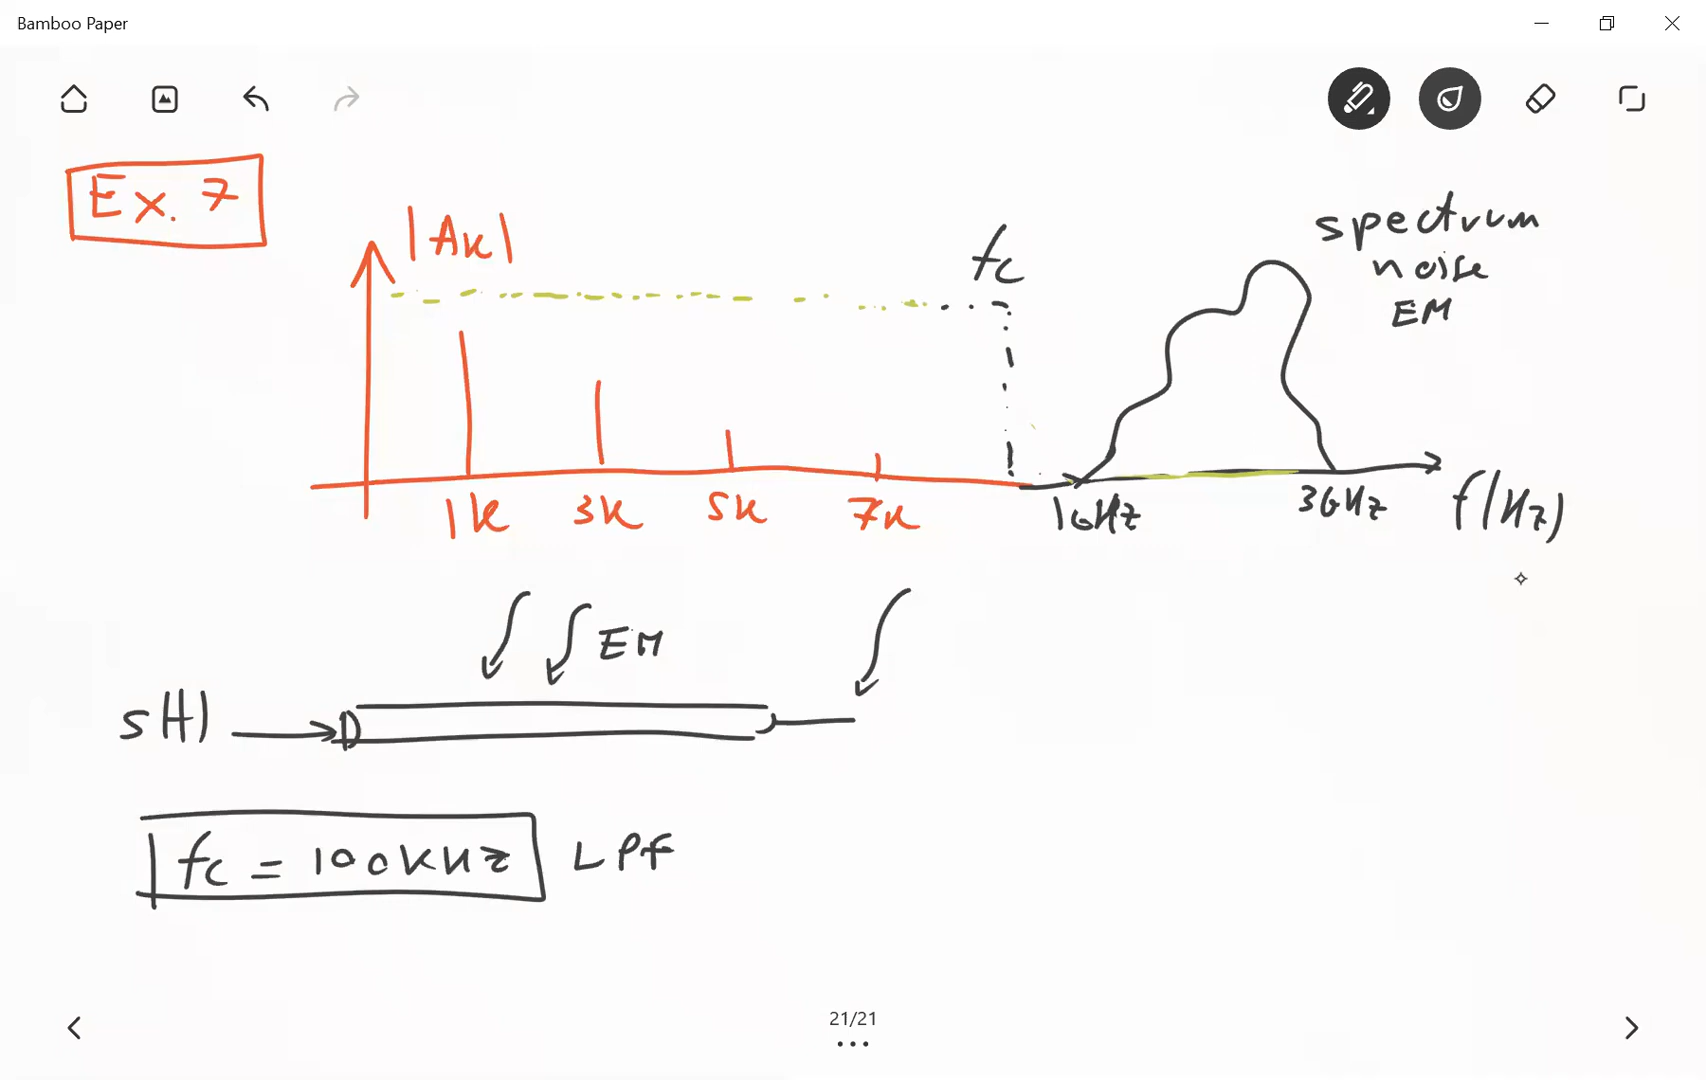 Bamboo Paper
Ex. 7
|Ak|
fc
spectrum
noise
EM
1k 3k 5k 7k 1GHz 3GHz f(Hz)
EM
s(t)
fc = 100kHz LPF
21/21